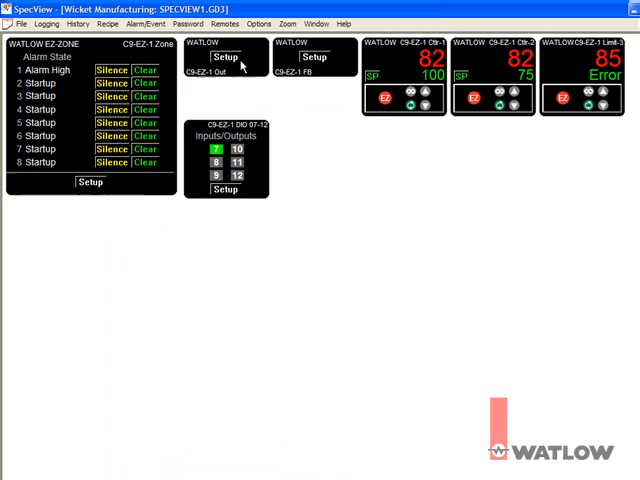 SpecView - [Wicket Manufacturing: SPECVIEW1.GD3]
File Logging History Recipe Alarm/Event Password Remotes Options Zoom Window Help
WATLOW EZ-ZONE C9-EZ-1 Zone
Alarm State
1 Alarm High Silence Clear
2 Startup Silence Clear
3 Startup Silence Clear
4 Startup Silence Clear
5 Startup Silence Clear
6 Startup Silence Clear
7 Startup Silence Clear
8 Startup Silence Clear
Setup
WATLOW
Setup
C9-EZ-1 Out
WATLOW
Setup
C9-EZ-1 FB
WATLOW C9-EZ-1 Ctlr-1
82
SP 100
EZ
WATLOW C9-EZ-1 Ctlr-2
82
SP 75
EZ
WATLOW C9-EZ-1 Limit-3
85
Error
EZ
C9-EZ-1 DIO 07-12
Inputs/Outputs
7 10
8 11
9 12
Setup
WATLOW